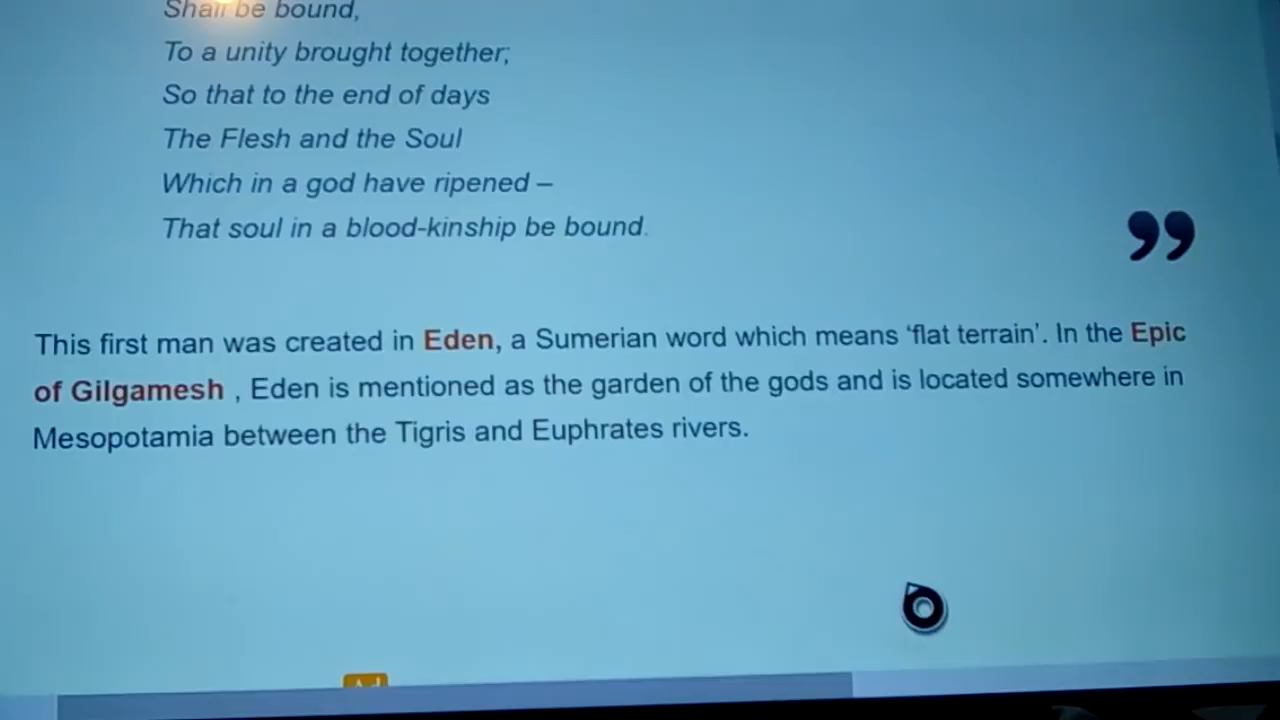 Shall be bound,
To a unity brought together;
So that to the end of days
The Flesh and the Soul
Which in a god have ripened –
That soul in a blood-kinship be bound.
”
This first man was created in Eden, a Sumerian word which means ‘flat terrain’. In the Epic
of Gilgamesh , Eden is mentioned as the garden of the gods and is located somewhere in
Mesopotamia between the Tigris and Euphrates rivers.
Ad